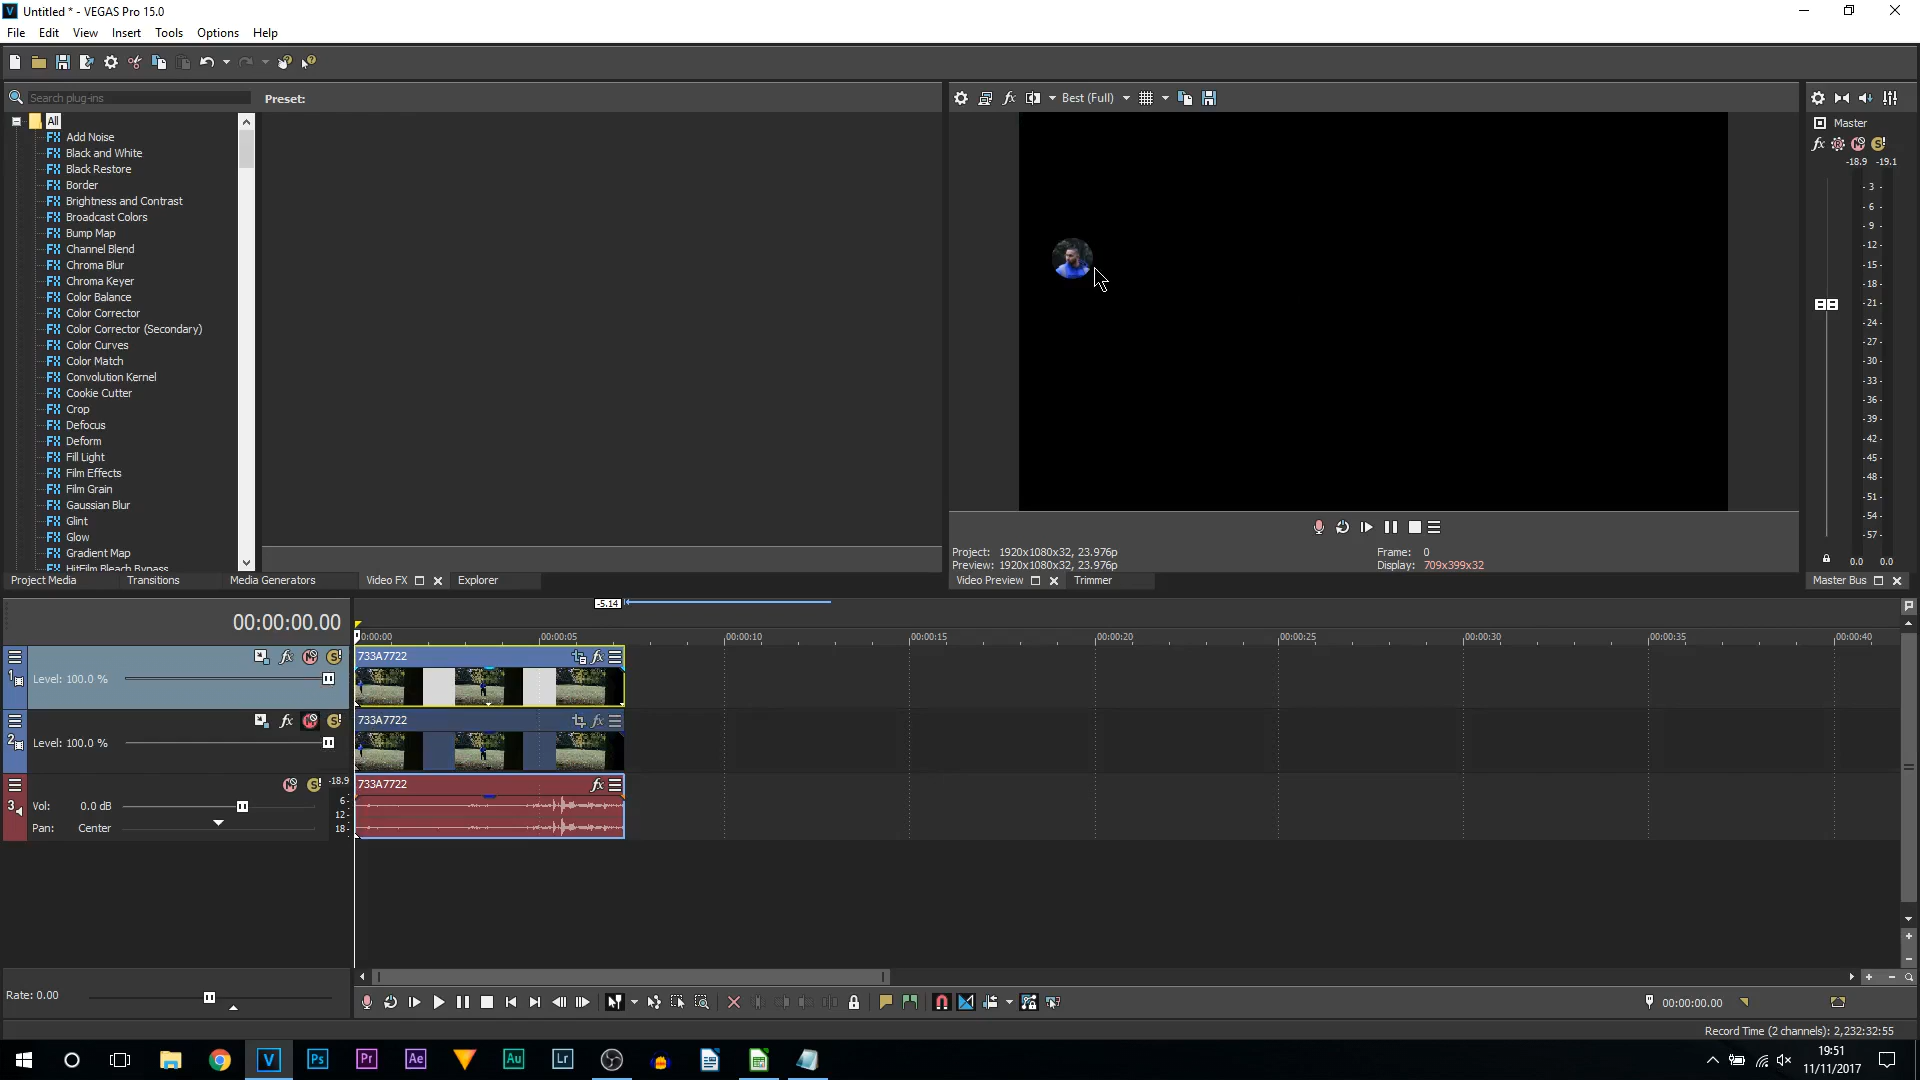 Untitled * - VEGAS Pro 15.0
File Edit View Insert Tools Options Help
Search plug-ins
Preset:
Best (Full)
All
Add Noise
Black and White
Black Restore
Border
Brightness and Contrast
Broadcast Colors
Bump Map
Channel Blend
Chroma Blur
Chroma Keyer
Color Balance
Color Corrector
Color Corrector (Secondary)
Color Curves
Color Match
Convolution Kernel
Cookie Cutter
Crop
Defocus
Deform
Fill Light
Film Effects
Film Grain
Gaussian Blur
Glint
Glow
Gradient Map
HitFilm Bleach Bypass
Master
-18.9 -19.1
- 3 -
- 6 -
- 9 -
- 12 -
- 15 -
- 18 -
- 21 -
- 24 -
- 27 -
- 30 -
- 33 -
- 36 -
- 39 -
- 42 -
- 45 -
- 48 -
- 51 -
- 54 -
- 57 -
0.0 0.0
Project: 1920x1080x32, 23.976p
Preview: 1920x1080x32, 23.976p
Frame: 0
Display: 709x399x32
Project Media Transitions Media Generators Video FX Explorer
Video Preview Trimmer
Master Bus
00:00:00.00
-5.14
0:00:00 00:00:05 00:00:10 00:00:15 00:00:20 00:00:25 00:00:30 00:00:35 00:00:40
1
Level: 100.0 %
733A7722
2
Level: 100.0 %
733A7722
3
Vol: 0.0 dB
Pan: Center
-18.9
6
12
18
733A7722
Rate: 0.00
00:00:00.00
Record Time (2 channels): 2,232:32:55
V Ps Pr Ae Au Lr
19:51
11/11/2017